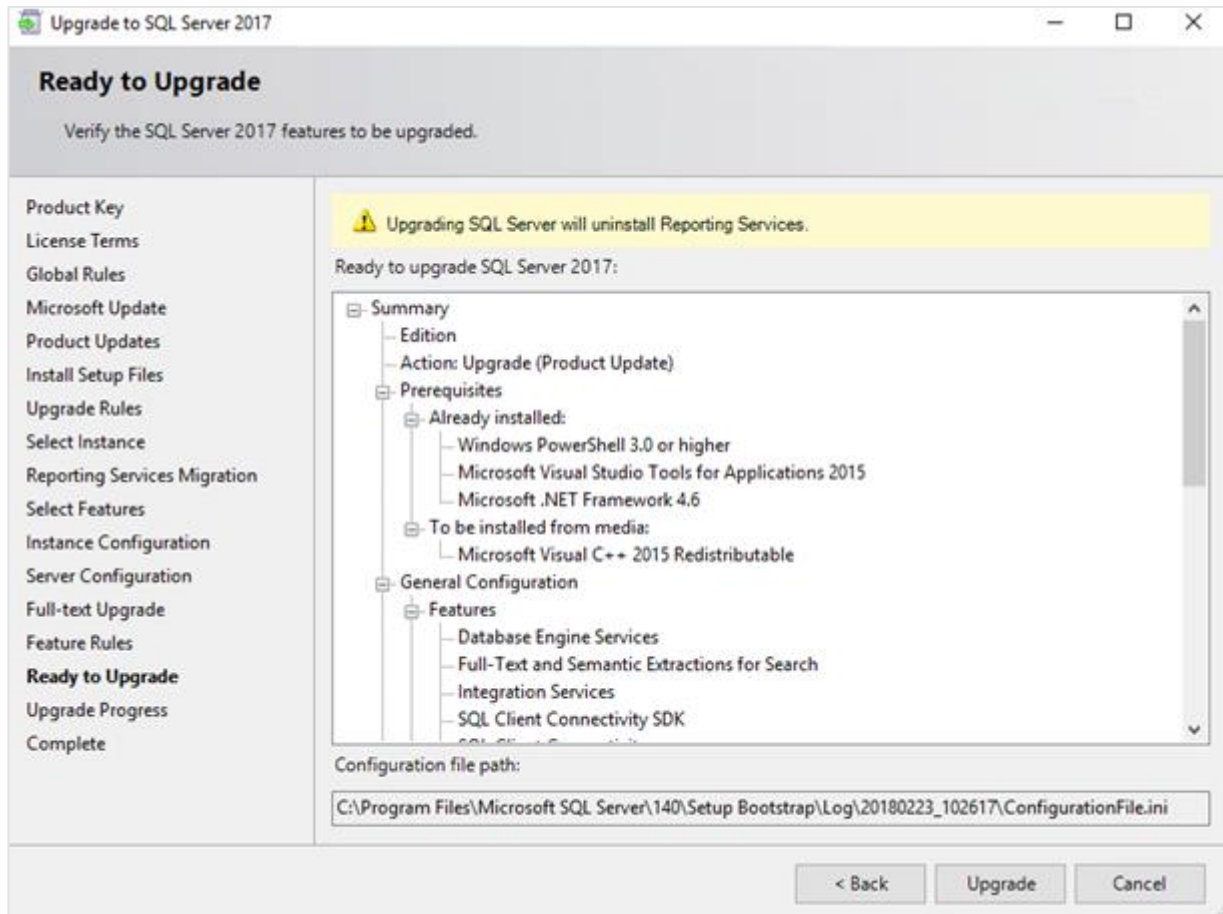 Upgrade to SQL Server 2017
Ready to Upgrade
Verify the SQL Server 2017 features to be upgraded.
Product Key
License Terms
Global Rules
Microsoft Update
Product Updates
Install Setup Files
Upgrade Rules
Select Instance
Reporting Services Migration
Select Features
Instance Configuration
Server Configuration
Full-text Upgrade
Feature Rules
Ready to Upgrade
Upgrade Progress
Complete
Upgrading SQL Server will uninstall Reporting Services.
Ready to upgrade SQL Server 2017:
Summary
Edition
Action: Upgrade (Product Update)
Prerequisites
Already installed:
Windows PowerShell 3.0 or higher
Microsoft Visual Studio Tools for Applications 2015
Microsoft .NET Framework 4.6
To be installed from media:
Microsoft Visual C++ 2015 Redistributable
General Configuration
Features
Database Engine Services
Full-Text and Semantic Extractions for Search
Integration Services
SQL Client Connectivity SDK
Configuration file path:
C:\Program Files\Microsoft SQL Server\140\Setup Bootstrap\Log\20180223_102617\ConfigurationFile.ini
< Back
Upgrade
Cancel